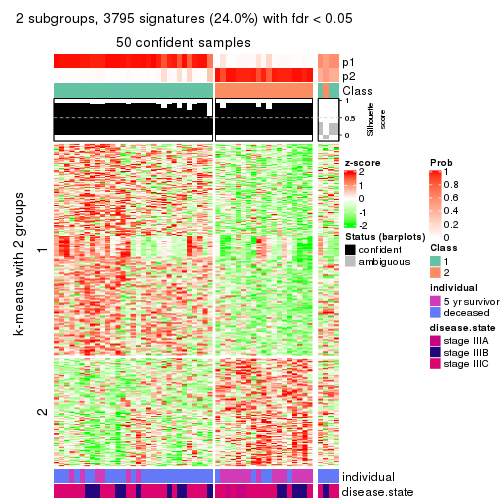 2 subgroups, 3795 signatures (24.0%) with fdr < 0.05
50 confident samples
p1
p2
Class
1
0.5
0
Silhouette
score
k-means with 2 groups
1
2
z-score
2
1
0
-1
-2
Status (barplots)
confident
ambiguous
Prob
1
0.8
0.6
0.4
0.2
0
Class
1
2
individual
5 yr survivor
deceased
disease.state
stage IIIA
stage IIIB
stage IIIC
individual
disease.state